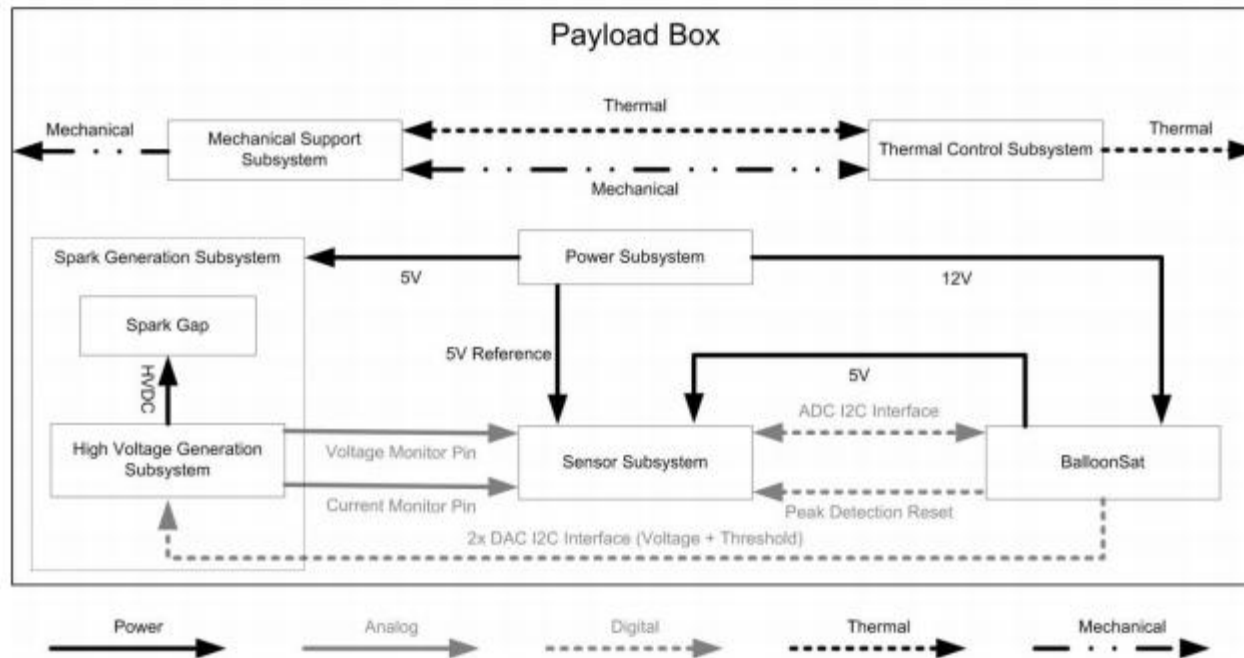 Payload Box
Thermal
Mechanical
Mechanical Support
Subsystem
Thermal Control Subsystem
Thermal
Mechanical
Spark Generation Subsystem
Power Subsystem
5V
12V
Spark Gap
5V Reference
5V
HVDC
ADC I2C Interface
High Voltage Generation
Subsystem
Voltage Monitor Pin
Sensor Subsystem
BalloonSat
Current Monitor Pin
Peak Detection Reset
2x DAC I2C Interface (Voltage + Threshold)
Power
Analog
Digital
Thermal
Mechanical